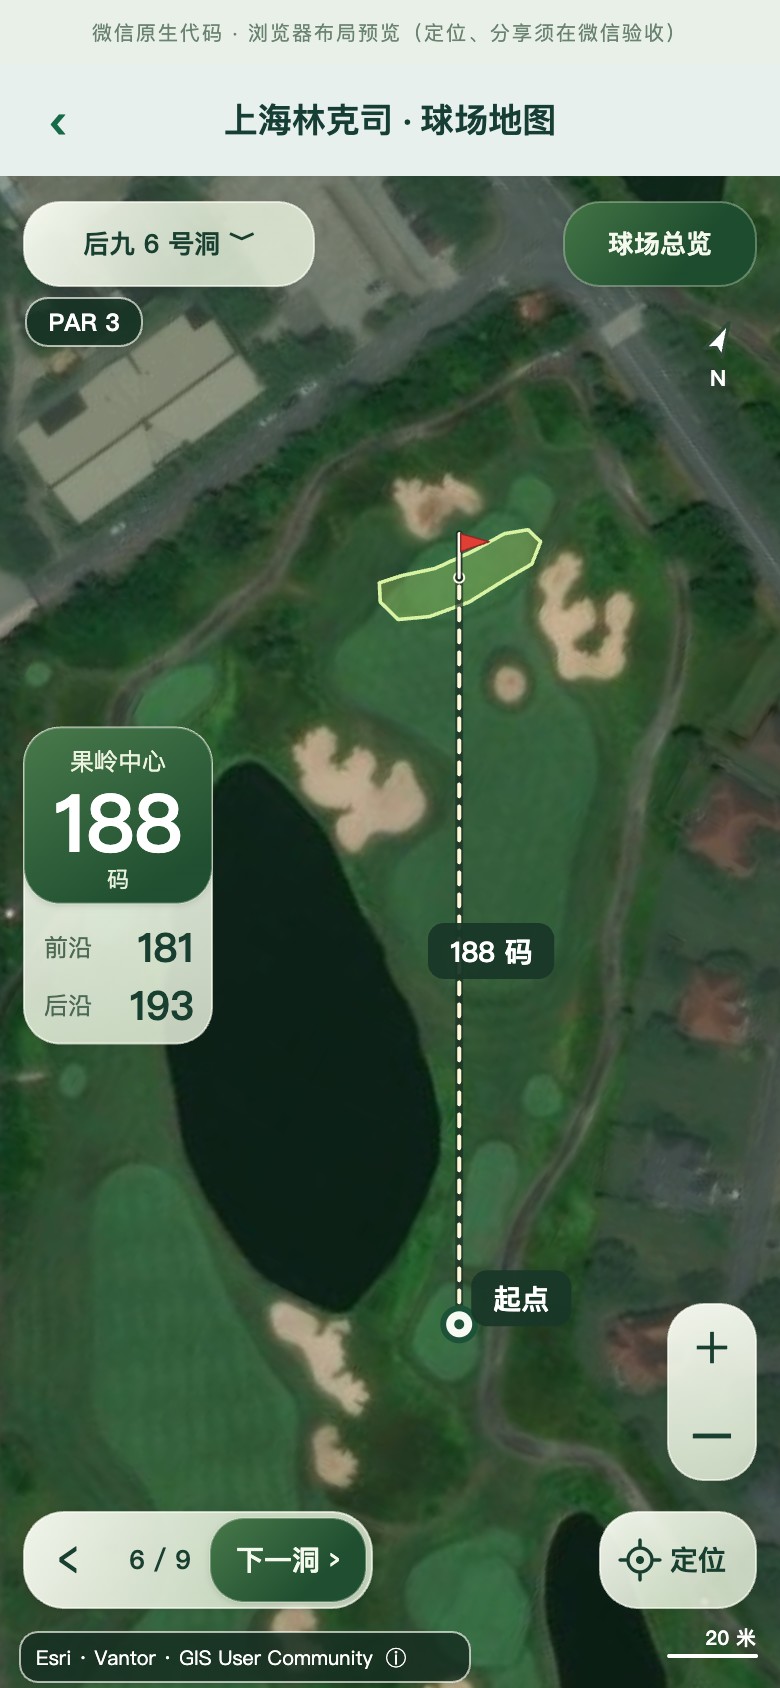 微信原生代码 · 浏览器布局预览（定位、分享须在微信验收）
上海林克司 · 球场地图
后九 6 号洞
球场总览
PAR 3
N
果岭中心
188
码
前沿 181
后沿 193
188 码
起点
+
−
6 / 9
下一洞 ›
定位
20 米
Esri · Vantor · GIS User Community ⓘ